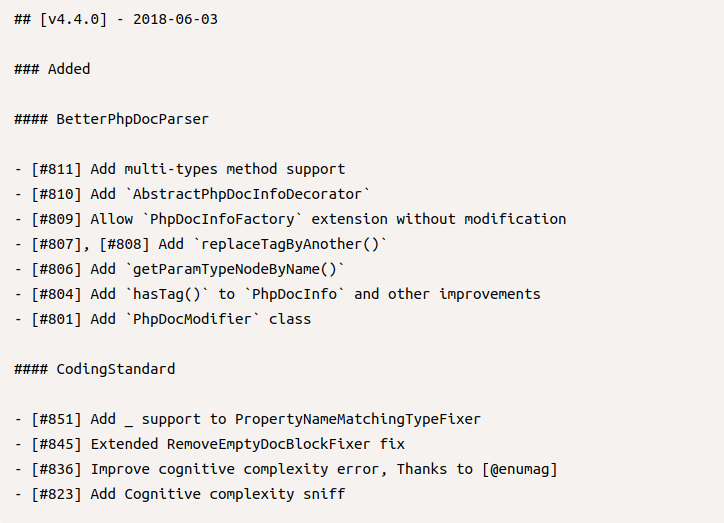 ## [v4.4.0] - 2018-06-03
### Added
#### BetterPhpDocParser
- [#811] Add multi-types method support
- [#810] Add `AbstractPhpDocInfoDecorator`
- [#809] Allow `PhpDocInfoFactory` extension without modification
- [#807], [#808] Add `replaceTagByAnother()`
- [#806] Add `getParamTypeNodeByName()`
- [#804] Add `hasTag()` to `PhpDocInfo` and other improvements
- [#801] Add `PhpDocModifier` class
#### CodingStandard
- [#851] Add _ support to PropertyNameMatchingTypeFixer
- [#845] Extended RemoveEmptyDocBlockFixer fix
- [#836] Improve cognitive complexity error, Thanks to [@enumag]
- [#823] Add Cognitive complexity sniff